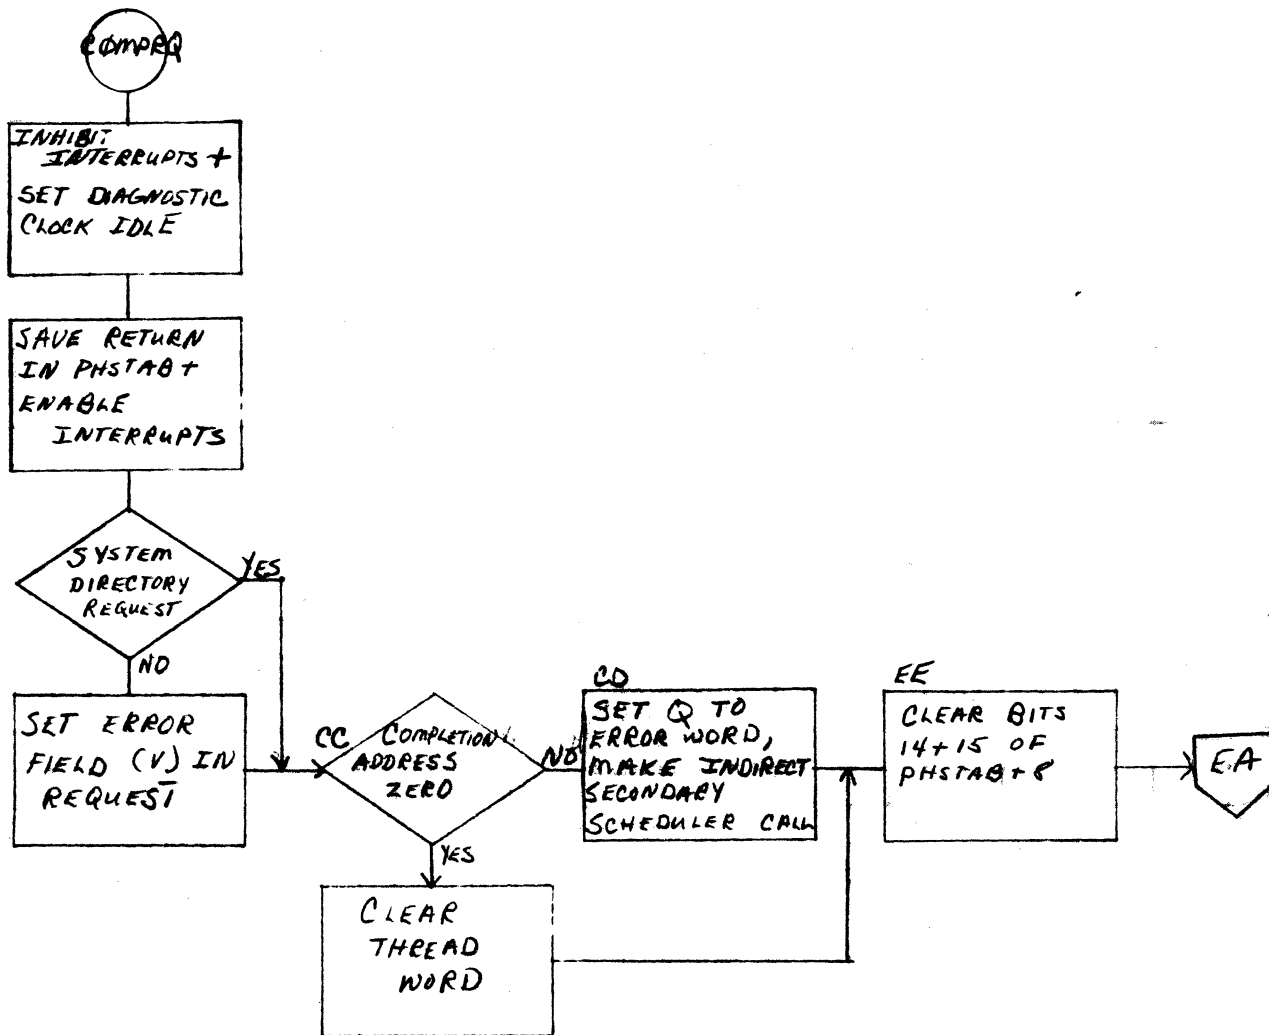 CØMPRQ
INHIBIT
INTERRUPTS +
SET DIAGNOSTIC
CLOCK IDLE
SAVE RETURN
IN PHSTAB +
ENABLE
INTERRUPTS
SYSTEM
DIRECTORY
REQUEST
YES
NO
SET ERROR
FIELD (V) IN
REQUEST
CC
COMPLETION
ADDRESS
ZERO
NO
YES
CLEAR
THREAD
WORD
CD
SET Q TO
ERROR WORD,
MAKE INDIRECT
SECONDARY
SCHEDULER CALL
EE
CLEAR BITS
14+15 OF
PHSTAB+8
EA